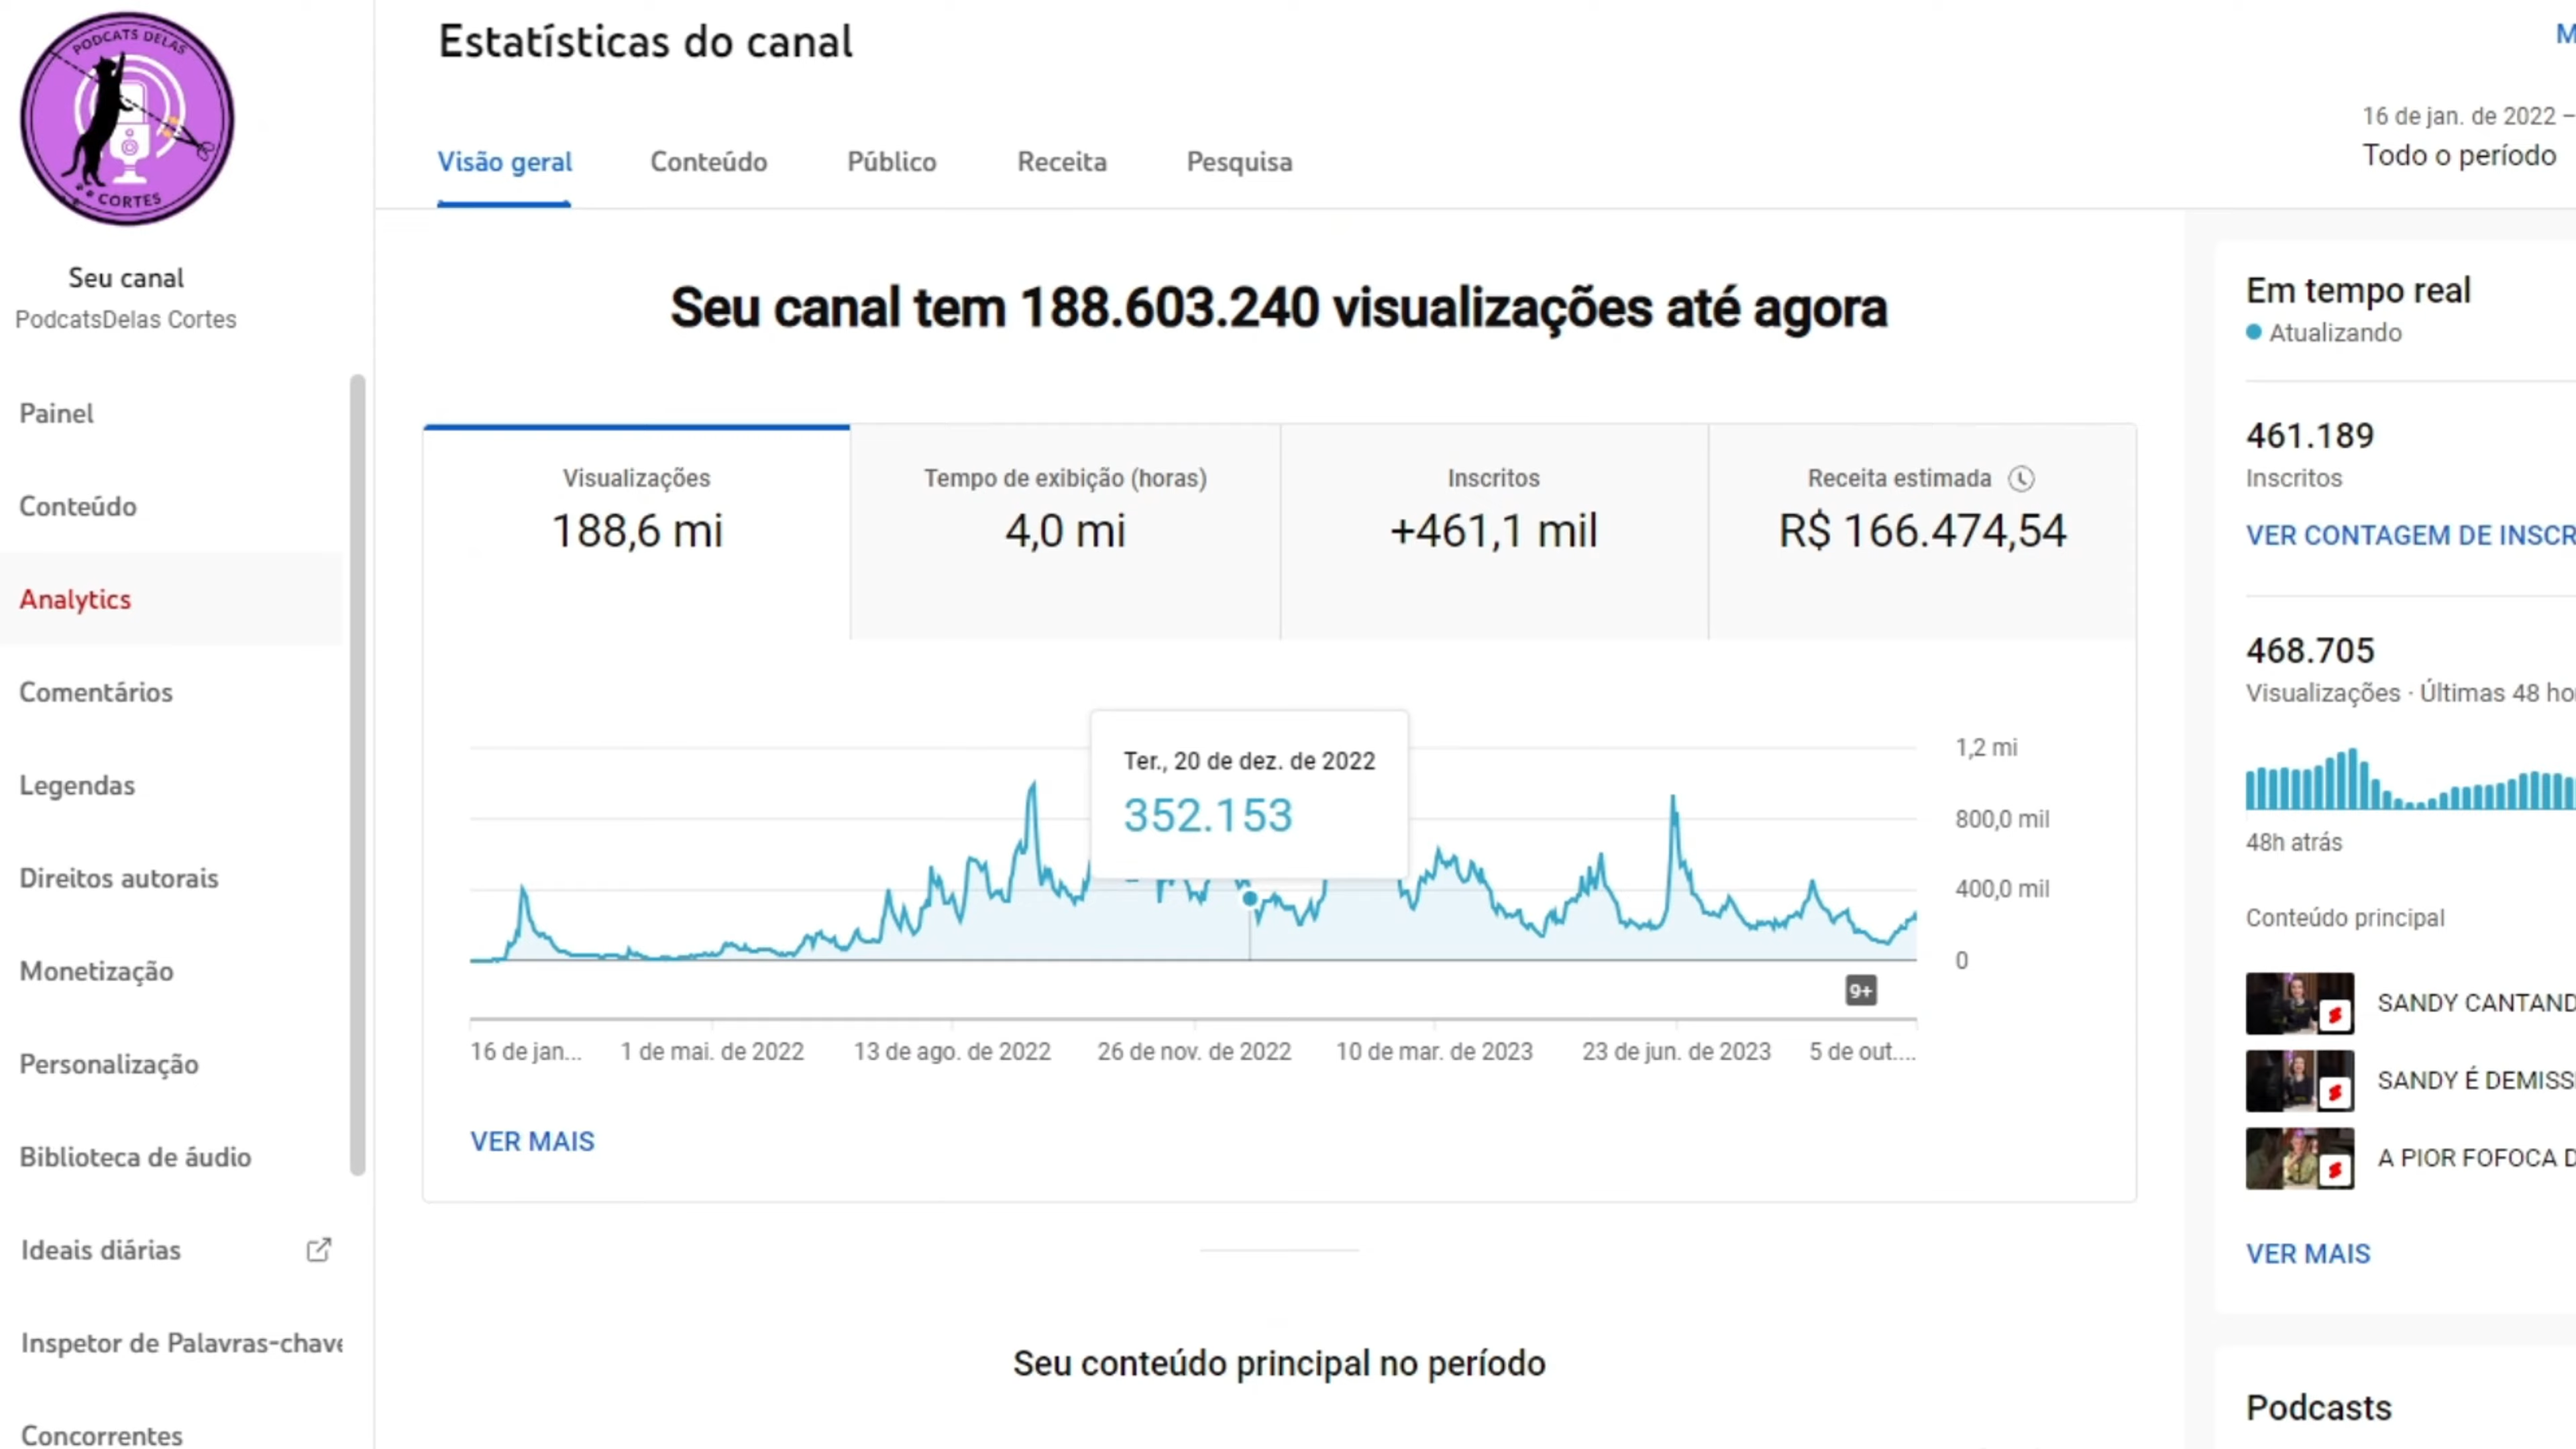 PODCATS DELAS
CORTES
Seu canal
PodcatsDelas Cortes
Painel
Conteúdo
Analytics
Comentários
Legendas
Direitos autorais
Monetização
Personalização
Biblioteca de áudio
Ideais diárias
Inspetor de Palavras-chave
Concorrentes
Estatísticas do canal
Visão geral Conteúdo Público Receita Pesquisa
16 de jan. de 2022 –
Todo o período
Seu canal tem 188.603.240 visualizações até agora
Visualizações
188,6 mi
Tempo de exibição (horas)
4,0 mi
Inscritos
+461,1 mil
Receita estimada
R$ 166.474,54
Ter., 20 de dez. de 2022
352.153
1,2 mi
800,0 mil
400,0 mil
0
9+
16 de jan... 1 de mai. de 2022 13 de ago. de 2022 26 de nov. de 2022 10 de mar. de 2023 23 de jun. de 2023 5 de out....
VER MAIS
Seu conteúdo principal no período
Em tempo real
Atualizando
461.189
Inscritos
VER CONTAGEM DE INSCR
468.705
Visualizações · Últimas 48 ho
48h atrás
Conteúdo principal
SANDY CANTAND
SANDY É DEMISS
A PIOR FOFOCA D
VER MAIS
Podcasts